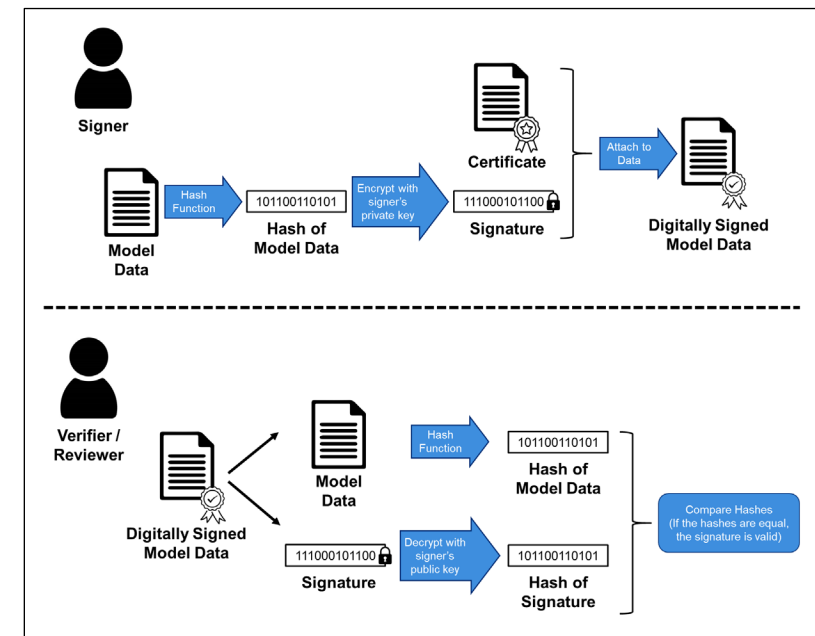 Signer
Model
Data
Hash
Function
101100110101
Hash of
Model Data
Encrypt with
signer's
private key
Certificate
111000101100
Signature
Attach to
Data
Digitally Signed
Model Data
Verifier /
Reviewer
Digitally Signed
Model Data
Model
Data
Hash
Function
101100110101
Hash of
Model Data
111000101100
Signature
Decrypt with
signer's
public key
101100110101
Hash of
Signature
Compare Hashes
(If the hashes are equal,
the signature is valid)